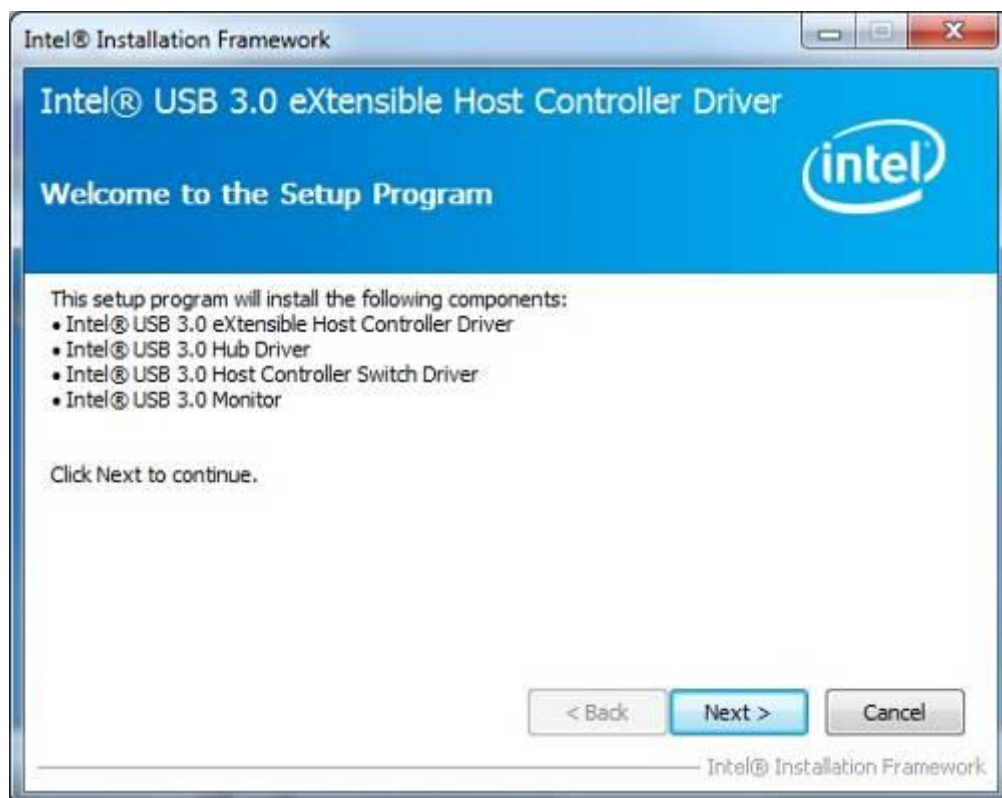 Intel® Installation Framework
Intel® USB 3.0 eXtensible Host Controller Driver
intel
Welcome to the Setup Program
This setup program will install the following components:
• Intel® USB 3.0 eXtensible Host Controller Driver
• Intel® USB 3.0 Hub Driver
• Intel® USB 3.0 Host Controller Switch Driver
• Intel® USB 3.0 Monitor
Click Next to continue.
< Back Next > Cancel
Intel® Installation Framework